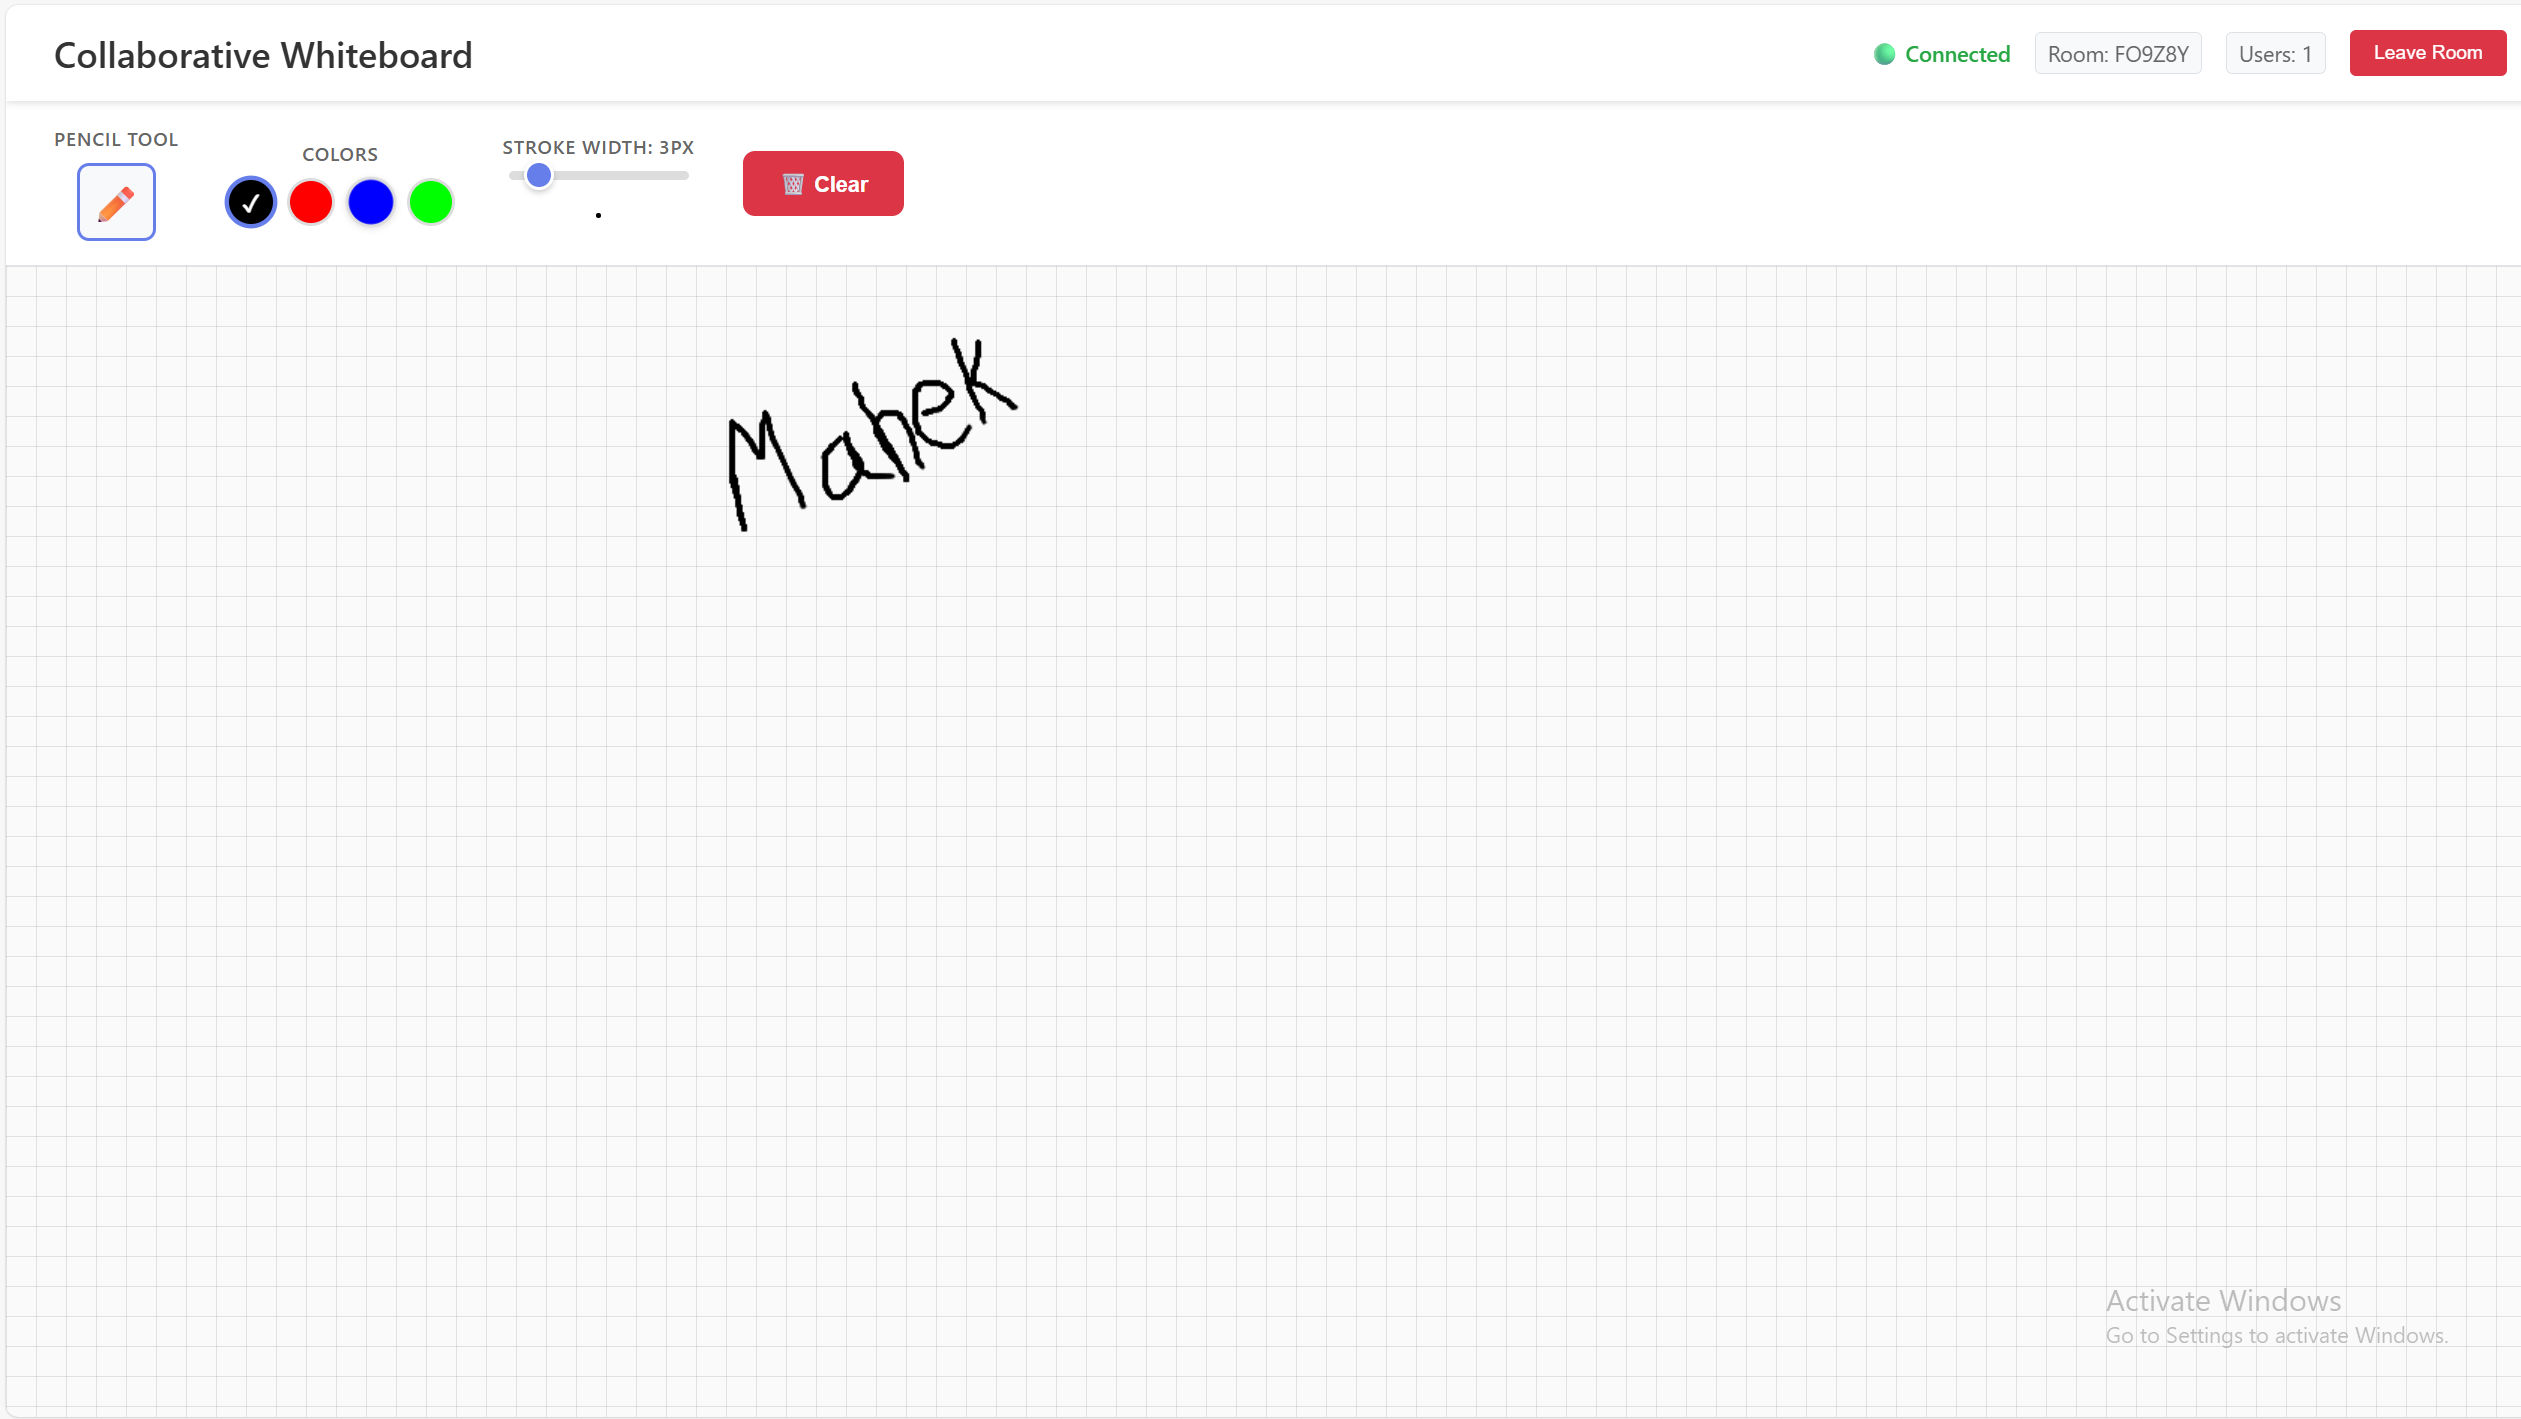 Collaborative Whiteboard
Connected
Room: FO9Z8Y
Users: 1
Leave Room
PENCIL TOOL
COLORS
STROKE WIDTH: 3PX
Clear
Mahek
Activate Windows
Go to Settings to activate Windows.